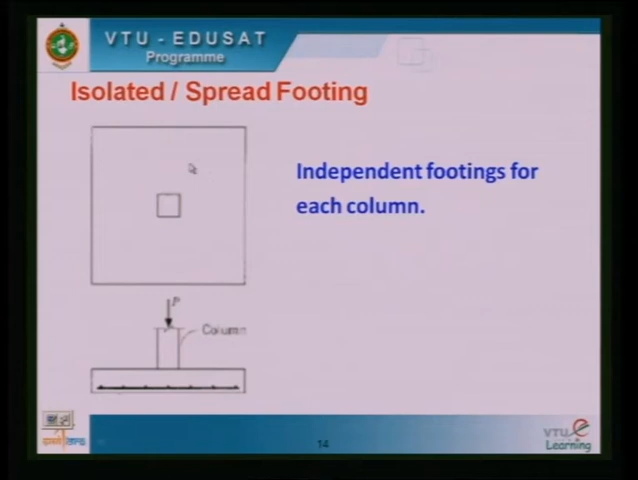 VTU - EDUSAT
Programme
Isolated / Spread Footing
Independent footings for
each column.
P
Column
14
VTU e
Learning